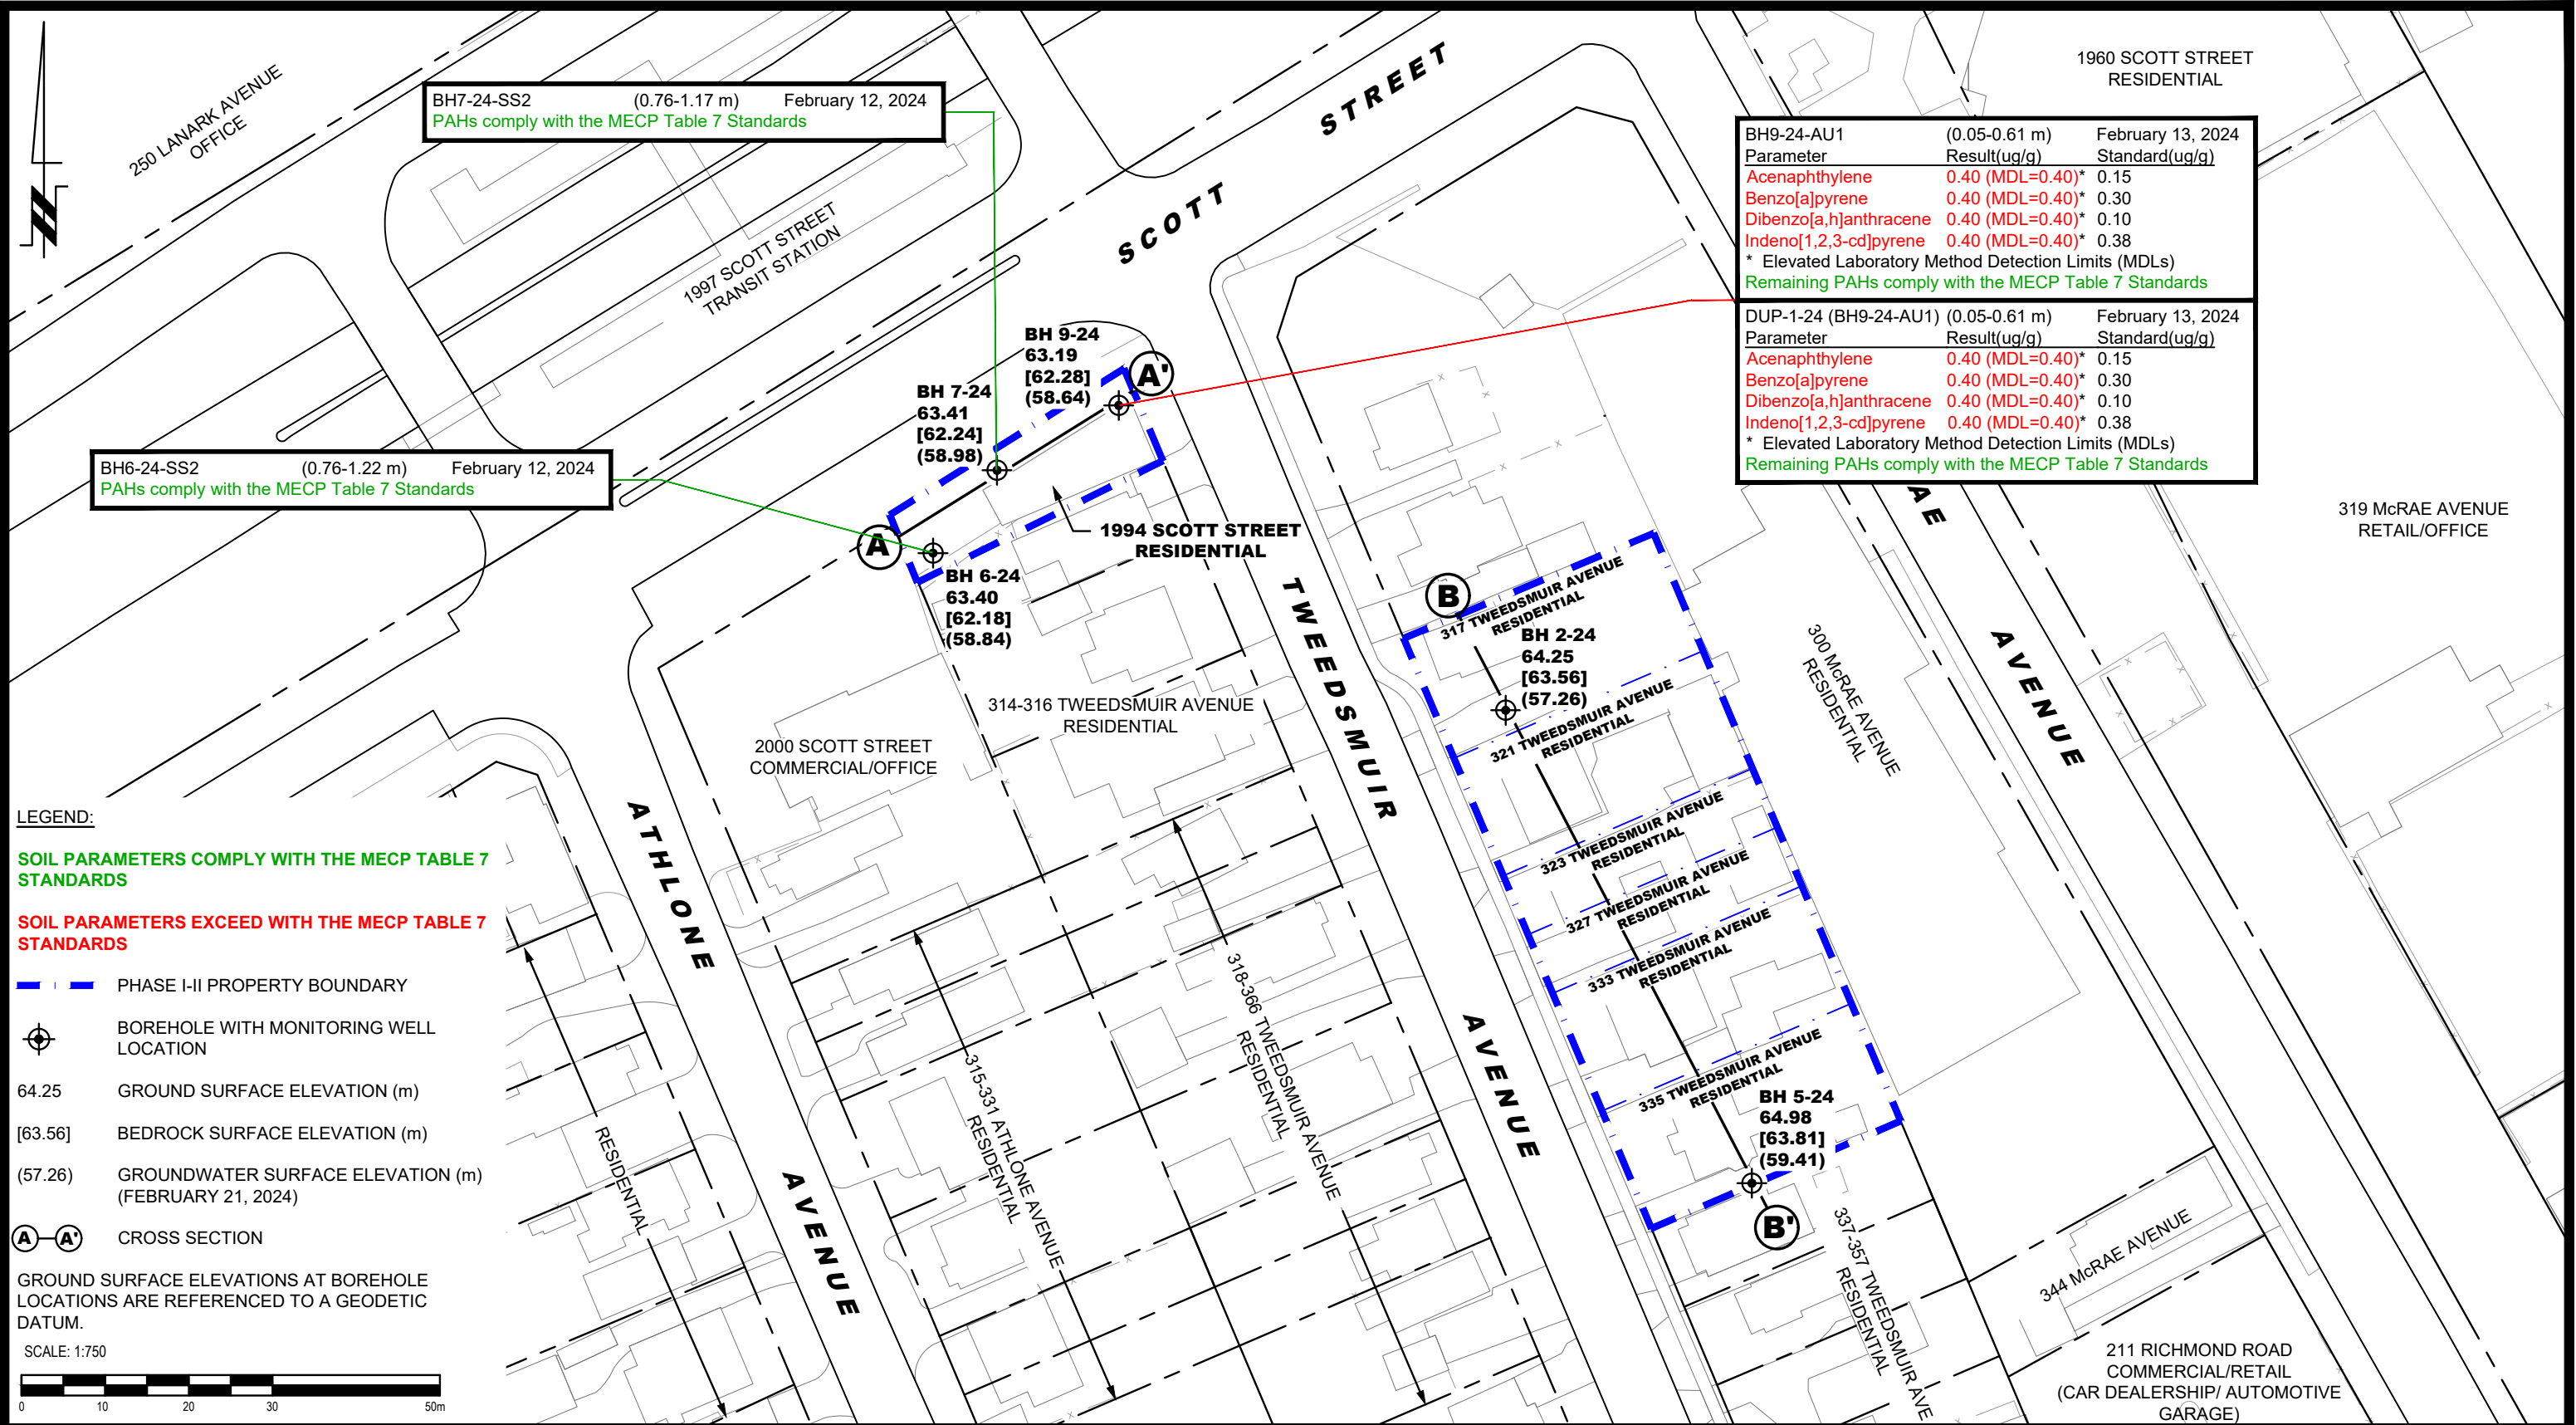 250 LANARK AVENUE
OFFICE
BH7-24-SS2 (0.76-1.17 m) February 12, 2024
PAHs comply with the MECP Table 7 Standards
1997 SCOTT STREET
TRANSIT STATION
SCOTT STREET
1960 SCOTT STREET
RESIDENTIAL
BH9-24-AU1 (0.05-0.61 m) February 13, 2024
Parameter Result(ug/g) Standard(ug/g)
Acenaphthylene 0.40 (MDL=0.40)* 0.15
Benzo[a]pyrene 0.40 (MDL=0.40)* 0.30
Dibenzo[a,h]anthracene 0.40 (MDL=0.40)* 0.10
Indeno[1,2,3-cd]pyrene 0.40 (MDL=0.40)* 0.38
* Elevated Laboratory Method Detection Limits (MDLs)
Remaining PAHs comply with the MECP Table 7 Standards
DUP-1-24 (BH9-24-AU1) (0.05-0.61 m) February 13, 2024
Parameter Result(ug/g) Standard(ug/g)
Acenaphthylene 0.40 (MDL=0.40)* 0.15
Benzo[a]pyrene 0.40 (MDL=0.40)* 0.30
Dibenzo[a,h]anthracene 0.40 (MDL=0.40)* 0.10
Indeno[1,2,3-cd]pyrene 0.40 (MDL=0.40)* 0.38
* Elevated Laboratory Method Detection Limits (MDLs)
Remaining PAHs comply with the MECP Table 7 Standards
BH6-24-SS2 (0.76-1.22 m) February 12, 2024
PAHs comply with the MECP Table 7 Standards
BH 9-24
63.19
[62.28]
(58.64)
A'
BH 7-24
63.41
[62.24]
(58.98)
A
BH 6-24
63.40
[62.18]
(58.84)
1994 SCOTT STREET
RESIDENTIAL
319 McRAE AVENUE
RETAIL/OFFICE
AE AVENUE
300 McRAE AVENUE
RESIDENTIAL
B
317 TWEEDSMUIR AVENUE
RESIDENTIAL
BH 2-24
64.25
[63.56]
(57.26)
321 TWEEDSMUIR AVENUE
RESIDENTIAL
323 TWEEDSMUIR AVENUE
RESIDENTIAL
327 TWEEDSMUIR AVENUE
RESIDENTIAL
333 TWEEDSMUIR AVENUE
RESIDENTIAL
335 TWEEDSMUIR AVENUE
RESIDENTIAL
BH 5-24
64.98
[63.81]
(59.41)
B'
TWEEDSMUIR AVENUE
314-316 TWEEDSMUIR AVENUE
RESIDENTIAL
2000 SCOTT STREET
COMMERCIAL/OFFICE
ATHLONE AVENUE
318-366 TWEEDSMUIR AVENUE
RESIDENTIAL
315-331 ATHLONE AVENUE
RESIDENTIAL
RESIDENTIAL
337-357 TWEEDSMUIR AVE
RESIDENTIAL
344 McRAE AVENUE
211 RICHMOND ROAD
COMMERCIAL/RETAIL
(CAR DEALERSHIP/ AUTOMOTIVE
GARAGE)
LEGEND:
SOIL PARAMETERS COMPLY WITH THE MECP TABLE 7
STANDARDS
SOIL PARAMETERS EXCEED WITH THE MECP TABLE 7
STANDARDS
PHASE I-II PROPERTY BOUNDARY
BOREHOLE WITH MONITORING WELL
LOCATION
64.25 GROUND SURFACE ELEVATION (m)
[63.56] BEDROCK SURFACE ELEVATION (m)
(57.26) GROUNDWATER SURFACE ELEVATION (m)
(FEBRUARY 21, 2024)
A A' CROSS SECTION
GROUND SURFACE ELEVATIONS AT BOREHOLE
LOCATIONS ARE REFERENCED TO A GEODETIC
DATUM.
SCALE: 1:750
0 10 20 30 50m